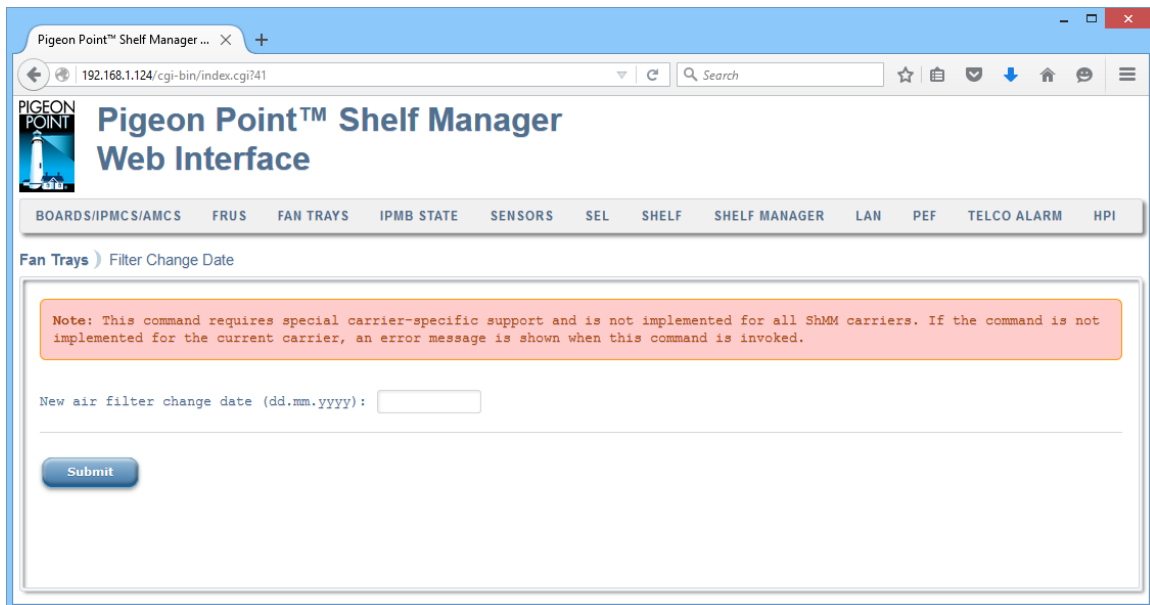 Pigeon Point™ Shelf Manager ...
192.168.1.124/cgi-bin/index.cgi?41
Search
PIGEON
POINT
Pigeon Point™ Shelf Manager
Web Interface
BOARDS/IPMCS/AMCS FRUS FAN TRAYS IPMB STATE SENSORS SEL SHELF SHELF MANAGER LAN PEF TELCO ALARM HPI
Fan Trays ) Filter Change Date
Note: This command requires special carrier-specific support and is not implemented for all ShMM carriers. If the command is not
implemented for the current carrier, an error message is shown when this command is invoked.
New air filter change date (dd.mm.yyyy):
Submit